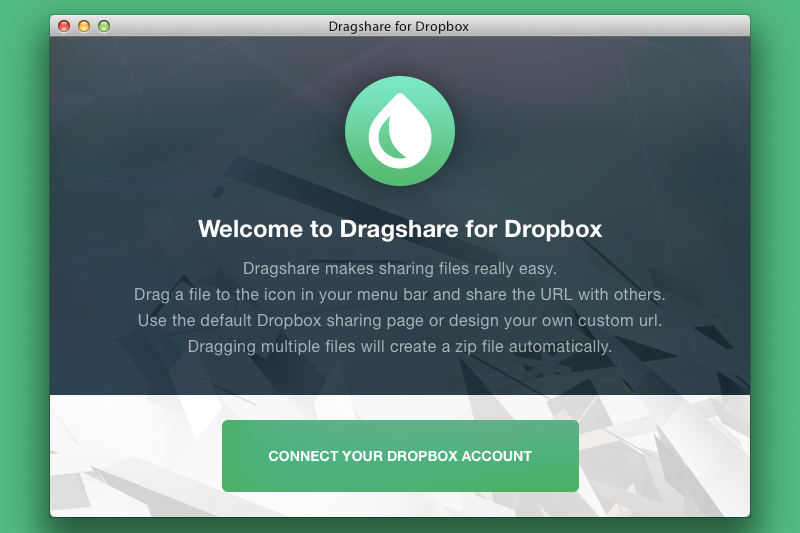 Dragshare for Dropbox
Welcome to Dragshare for Dropbox
Dragshare makes sharing files really easy.
Drag a file to the icon in your menu bar and share the URL with others.
Use the default Dropbox sharing page or design your own custom url.
Dragging multiple files will create a zip file automatically.
CONNECT YOUR DROPBOX ACCOUNT